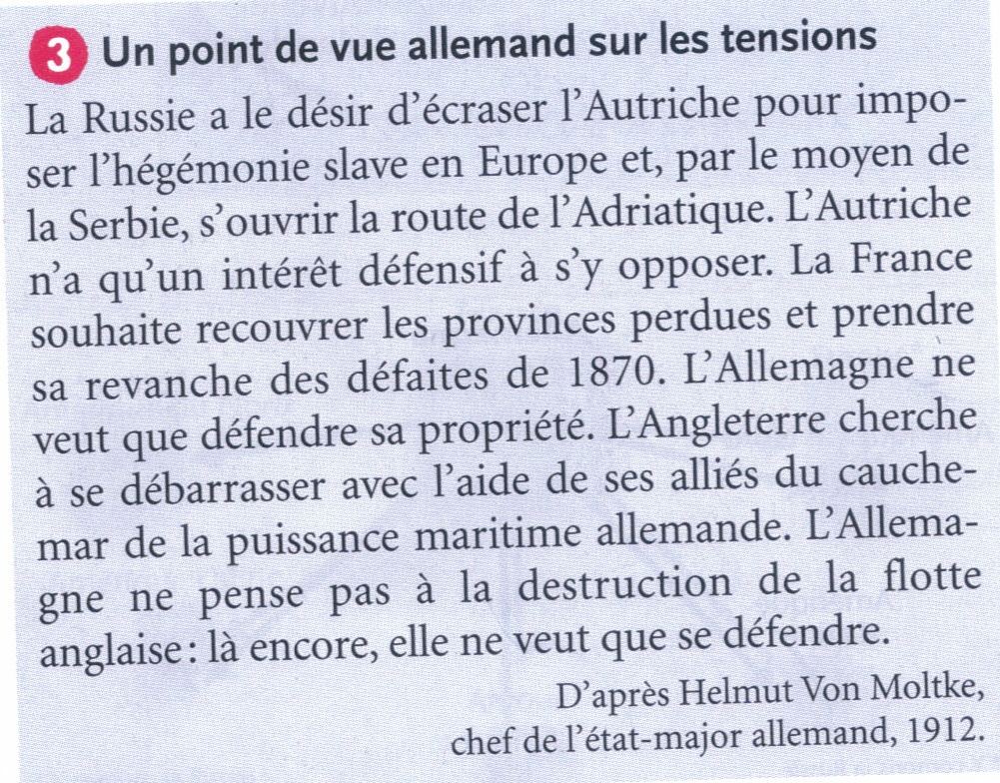 3 Un point de vue allemand sur les tensions
La Russie a le désir d’écraser l’Autriche pour impo-
ser l’hégémonie slave en Europe et, par le moyen de
la Serbie, s’ouvrir la route de l’Adriatique. L’Autriche
n’a qu’un intérêt défensif à s’y opposer. La France
souhaite recouvrer les provinces perdues et prendre
sa revanche des défaites de 1870. L’Allemagne ne
veut que défendre sa propriété. L’Angleterre cherche
à se débarrasser avec l’aide de ses alliés du cauche-
mar de la puissance maritime allemande. L’Allema-
gne ne pense pas à la destruction de la flotte
anglaise : là encore, elle ne veut que se défendre.
D’après Helmut Von Moltke,
chef de l’état-major allemand, 1912.